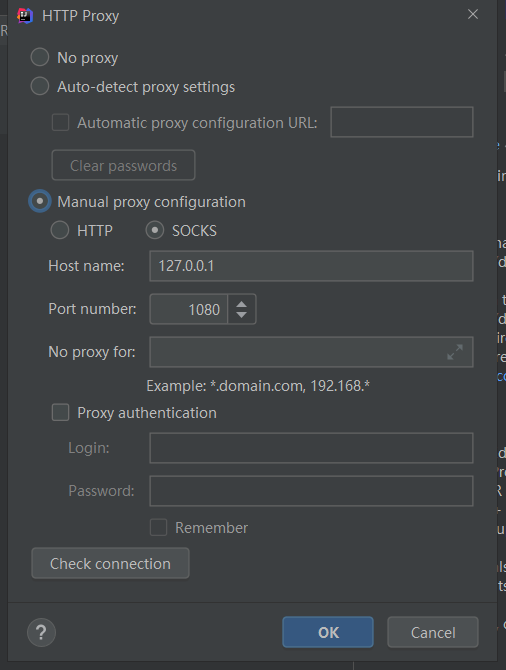 HTTP Proxy
No proxy
Auto-detect proxy settings
Automatic proxy configuration URL:
Clear passwords
Manual proxy configuration
HTTP SOCKS
Host name: 127.0.0.1
Port number: 1080
No proxy for:
Example: *.domain.com, 192.168.*
Proxy authentication
Login:
Password:
Remember
Check connection
? OK Cancel